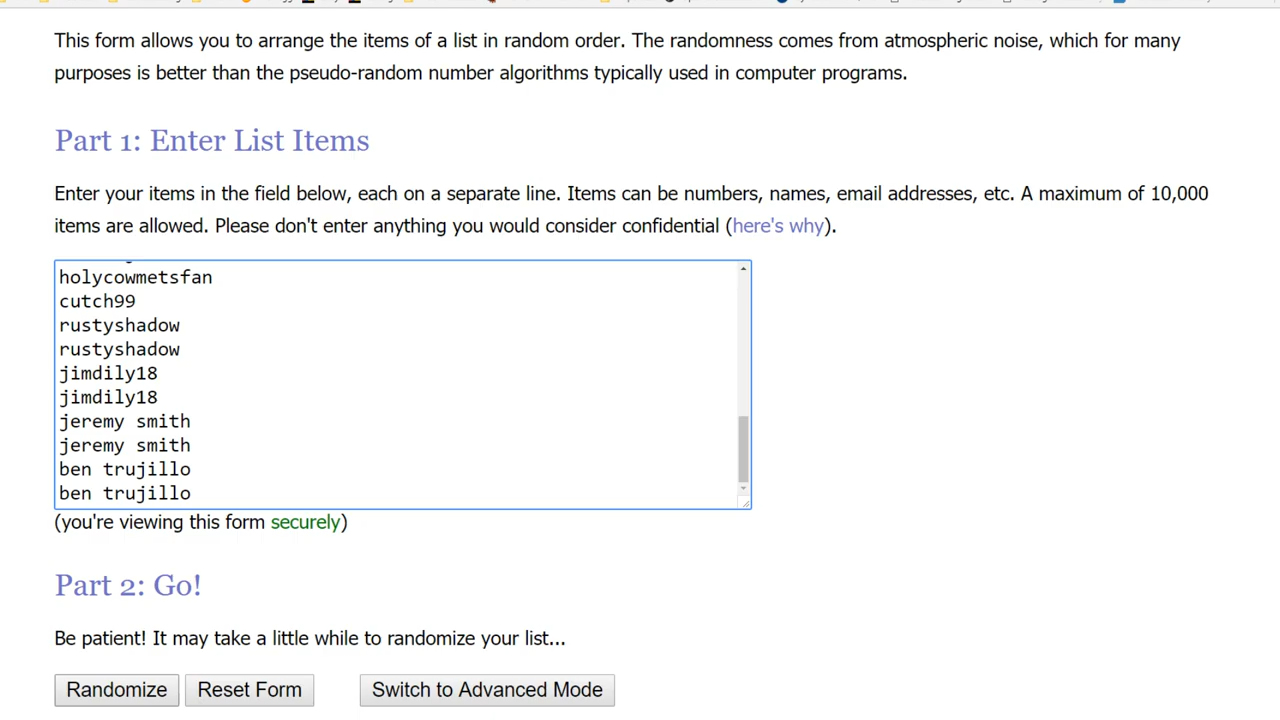 This form allows you to arrange the items of a list in random order. The randomness comes from atmospheric noise, which for many
purposes is better than the pseudo-random number algorithms typically used in computer programs.
Part 1: Enter List Items
Enter your items in the field below, each on a separate line. Items can be numbers, names, email addresses, etc. A maximum of 10,000
items are allowed. Please don't enter anything you would consider confidential (here's why).
holycowmetsfan
cutch99
rustyshadow
rustyshadow
jimdily18
jimdily18
jeremy smith
jeremy smith
ben trujillo
ben trujillo
(you're viewing this form securely)
Part 2: Go!
Be patient! It may take a little while to randomize your list...
Randomize Reset Form Switch to Advanced Mode